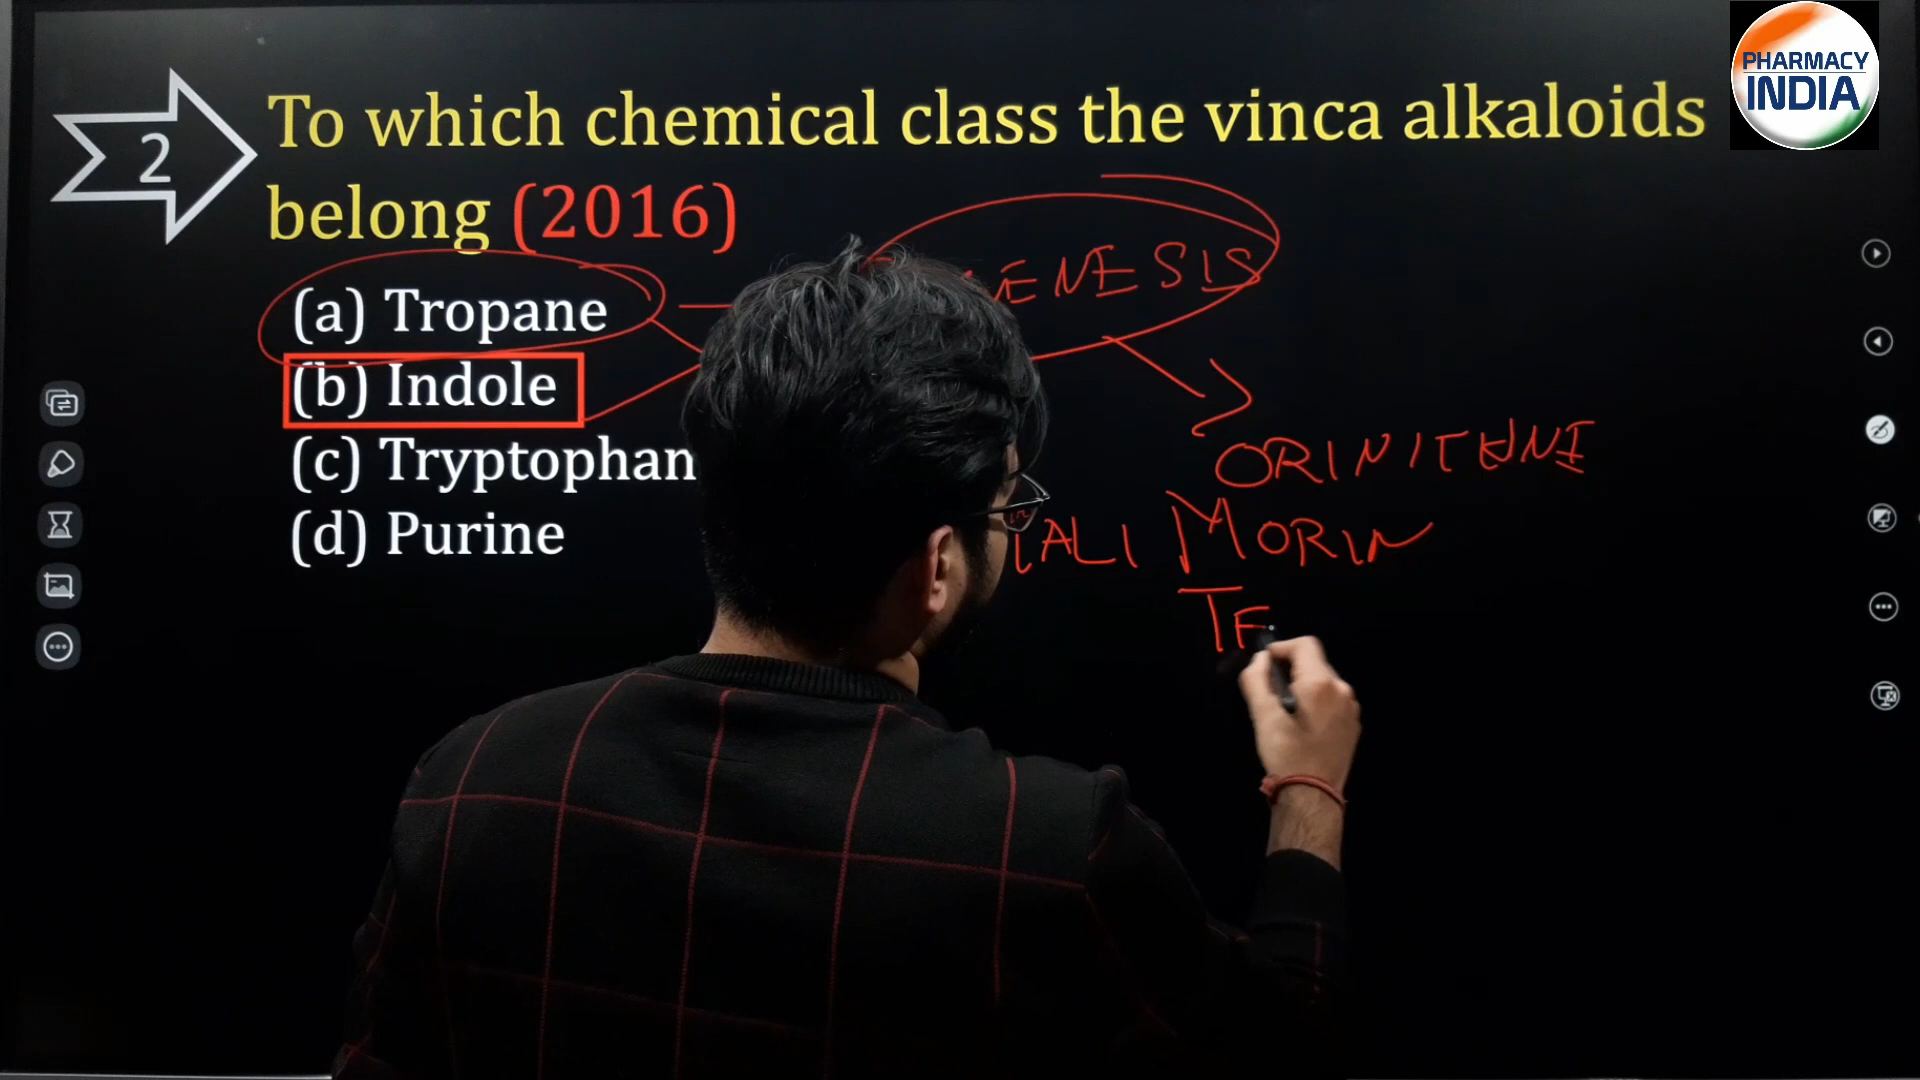 PHARMACY
INDIA
2
To which chemical class the vinca alkaloids
belong (2016)
(a) Tropane
(b) Indole
(c) Tryptophan
(d) Purine
ENESIS
ORINITHNI
ALI MORIN
TE